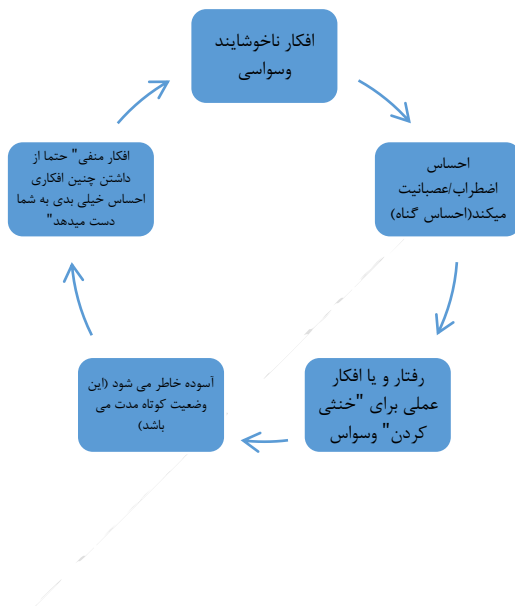 افکار ناخوشایند
وسواسی
احساس
اضطراب/عصبانیت
میکند(احساس گناه)
رفتار و یا افکار
عملی برای "خنثی
کردن" وسواس
آسوده خاطر می شود (این
وضعیت کوتاه مدت می
باشد)
افکار منفی" حتما از
داشتن چنین افکاری
احساس خیلی بدی به شما
دست میدهد"